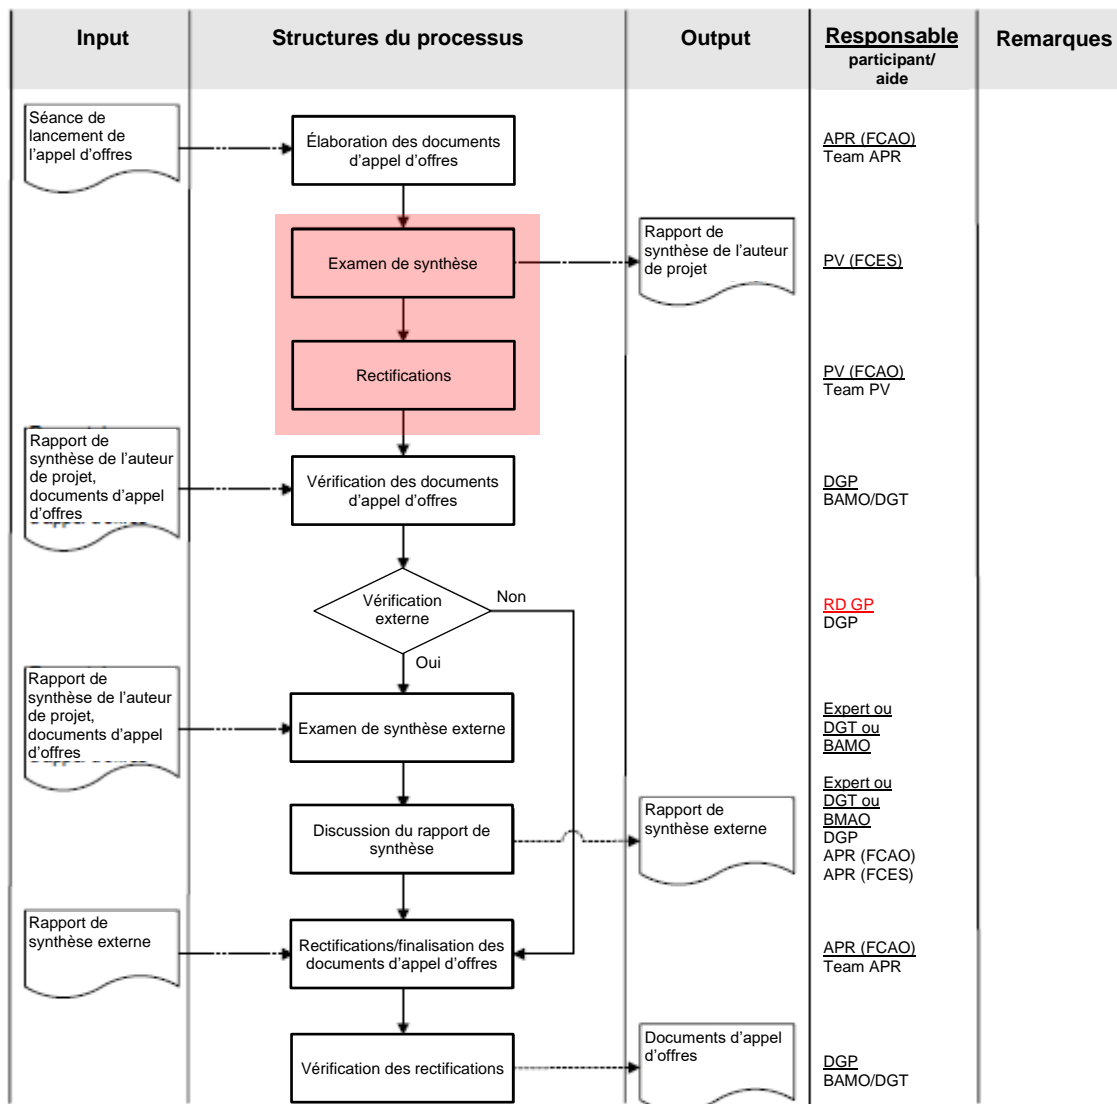 Input
Structures du processus
Output
Responsable
participant/
aide
Remarques
Séance de
lancement de
l'appel d'offres
Élaboration des documents
d'appel d'offres
APR (FCAO)
Team APR
Examen de synthèse
Rapport de
synthèse de l'auteur
de projet
PV (FCES)
Rectifications
PV (FCAO)
Team PV
Rapport de
synthèse de l'auteur
de projet,
documents d'appel
d'offres
Vérification des documents
d'appel d'offres
DGP
BAMO/DGT
Vérification
externe
Non
Oui
RD GP
DGP
Rapport de
synthèse de l'auteur
de projet,
documents d'appel
d'offres
Examen de synthèse externe
Expert ou
DGT ou
BAMO
Discussion du rapport de
synthèse
Rapport de
synthèse externe
Expert ou
DGT ou
BMAO
DGP
APR (FCAO)
APR (FCES)
Rapport de
synthèse externe
Rectifications/finalisation des
documents d'appel d'offres
APR (FCAO)
Team APR
Vérification des rectifications
Documents d'appel
d'offres
DGP
BAMO/DGT